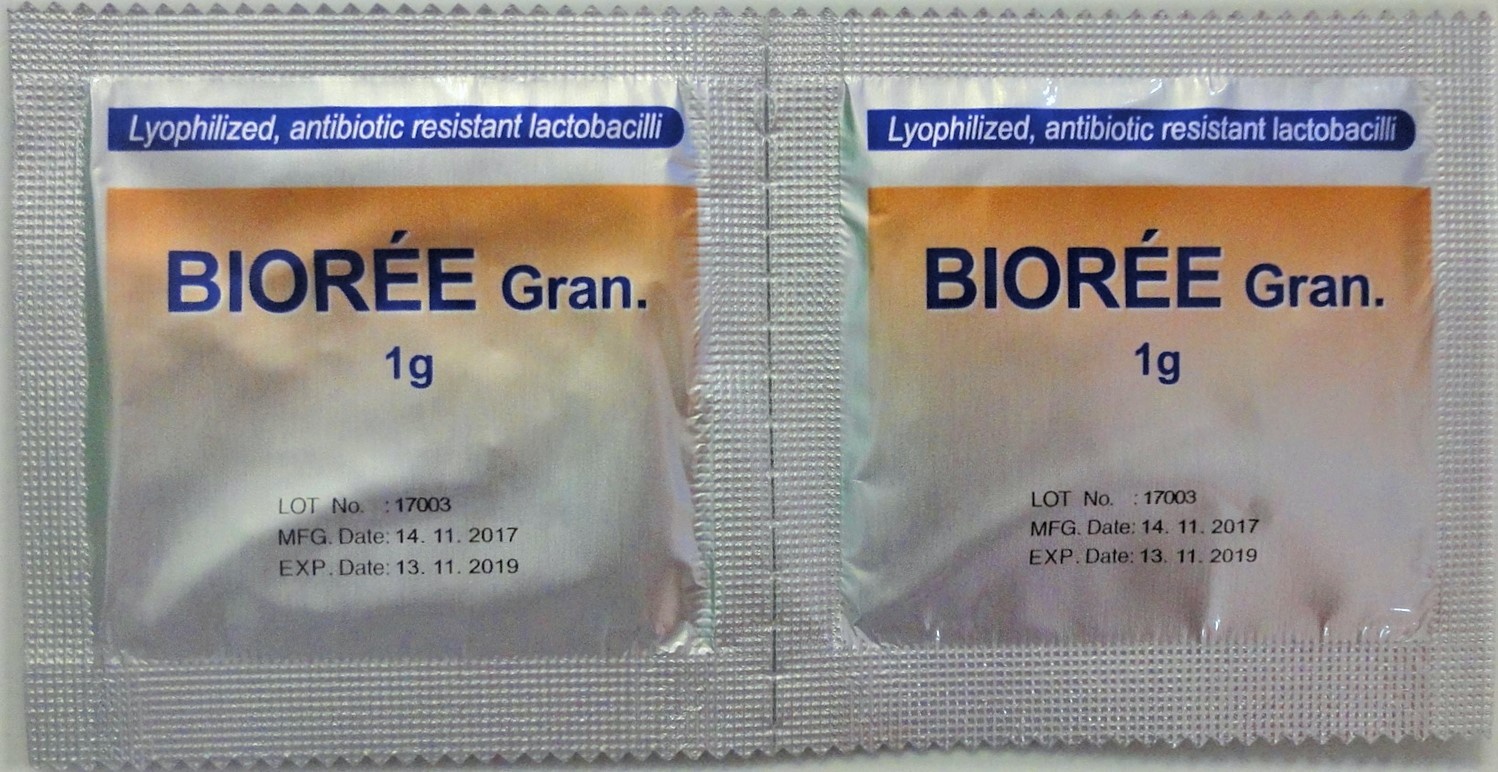 Lyophilized, antibiotic resistant lactobacilli
BIORÉE Gran.
1g
LOT No. : 17003
MFG. Date: 14. 11. 2017
EXP. Date: 13. 11. 2019
Lyophilized, antibiotic resistant lactobacilli
BIORÉE Gran.
1g
LOT No. : 17003
MFG. Date: 14. 11. 2017
EXP. Date: 13. 11. 2019